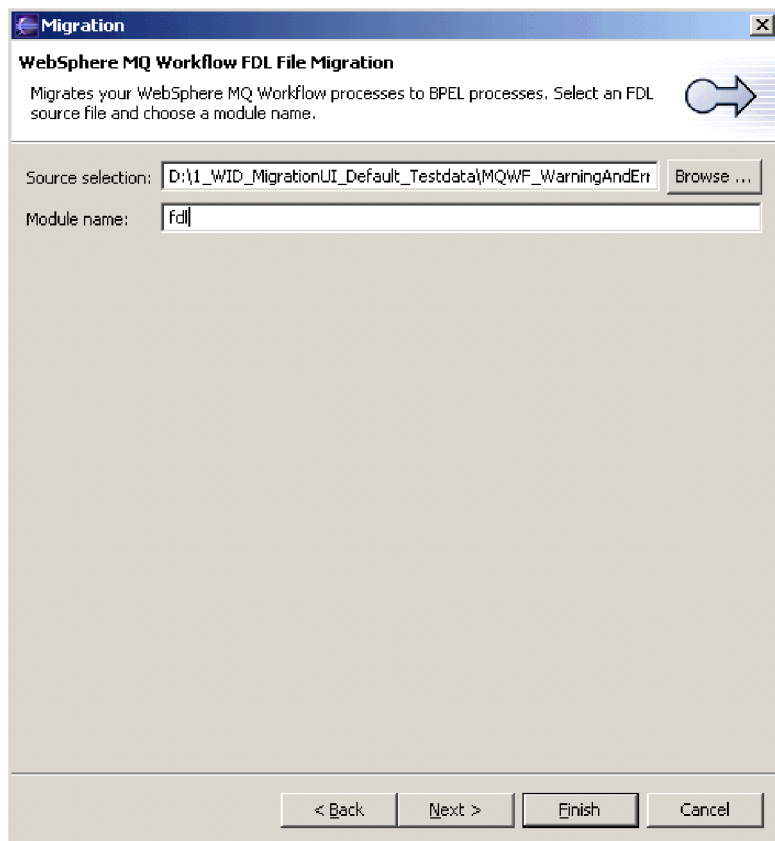 Migration
WebSphere MQ Workflow FDL File Migration
Migrates your WebSphere MQ Workflow processes to BPEL processes. Select an FDL
source file and choose a module name.
Source selection: D:\1_WID_MigrationUI_Default_Testdata\MQWF_WarningAndErr Browse ...
Module name: fdl
< Back Next > Finish Cancel